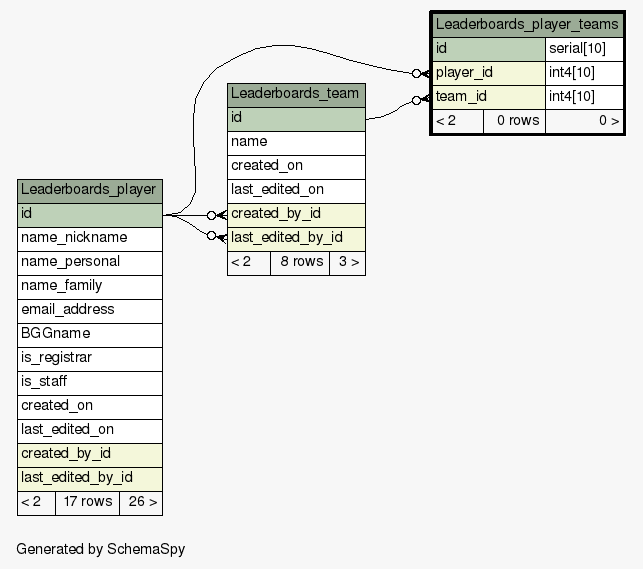 Leaderboards_player_teams
id serial[10]
player_id int4[10]
team_id int4[10]
< 2 0 rows 0 >
Leaderboards_team
id
name
created_on
last_edited_on
created_by_id
last_edited_by_id
< 2 8 rows 3 >
Leaderboards_player
id
name_nickname
name_personal
name_family
email_address
BGGname
is_registrar
is_staff
created_on
last_edited_on
created_by_id
last_edited_by_id
< 2 17 rows 26 >
Generated by SchemaSpy